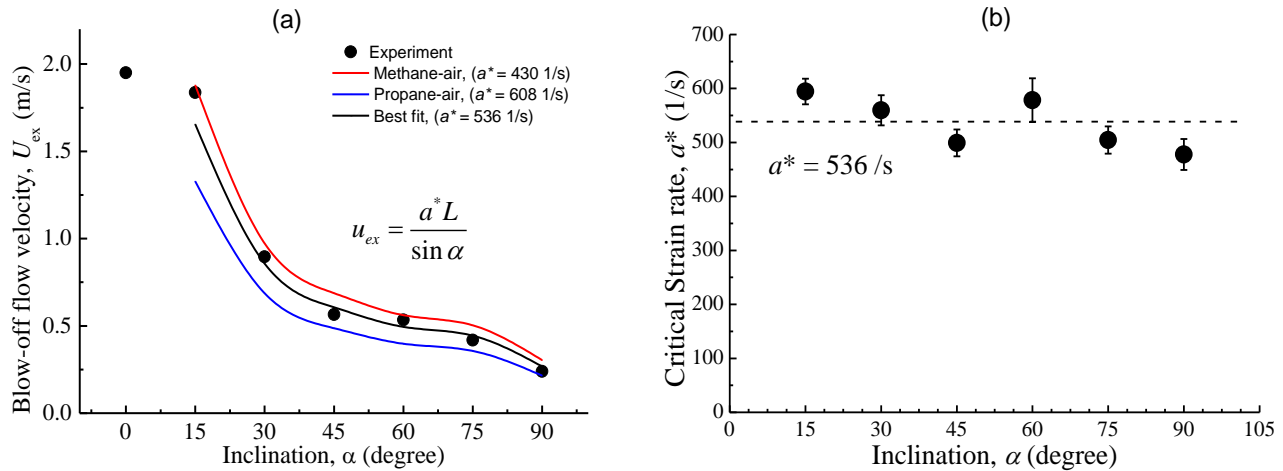 (a)
Blow-off flow velocity, Uex (m/s)
2.0
1.5
1.0
0.5
0.0
Experiment
Methane-air, (a* = 430 1/s)
Propane-air, (a* = 608 1/s)
Best fit, (a* = 536 1/s)
u_ex = a*L / sin α
0 15 30 45 60 75 90
Inclination, α (degree)
(b)
Critical Strain rate, a* (1/s)
700
600
500
400
300
200
100
0
a* = 536 /s
0 15 30 45 60 75 90 105
Inclination, α (degree)